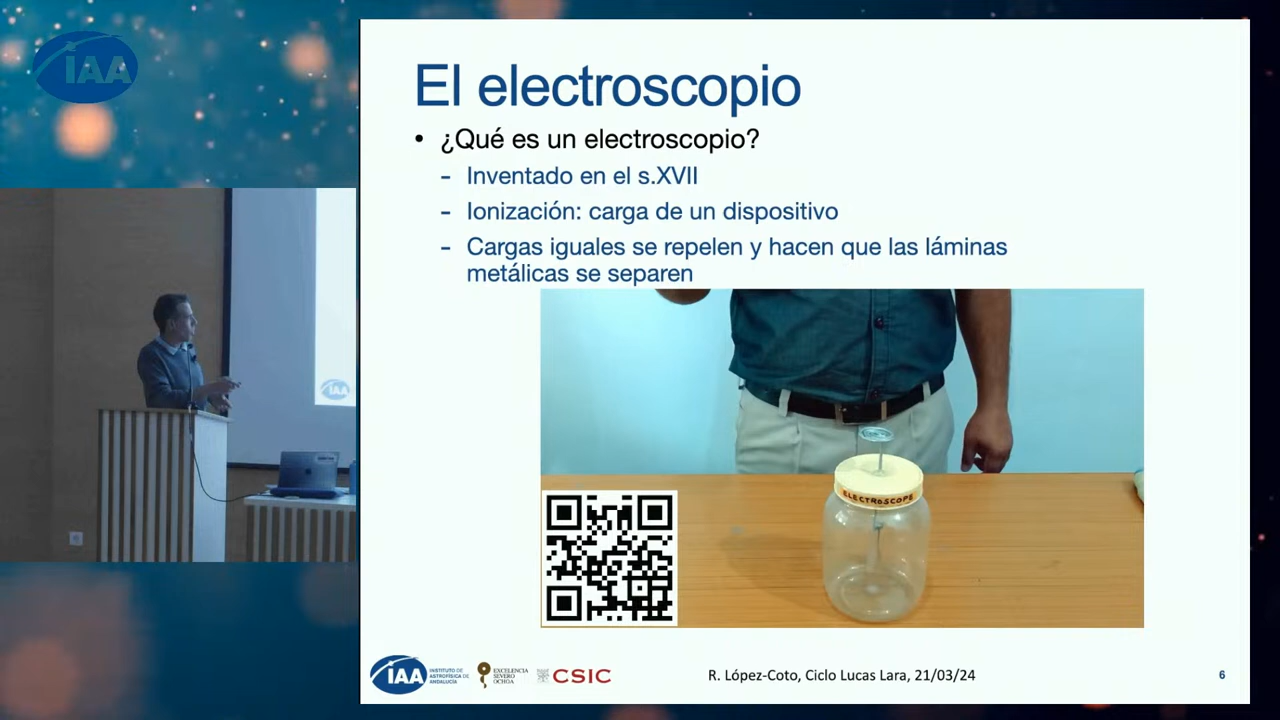 IAA
El electroscopio
• ¿Qué es un electroscopio?
- Inventado en el s.XVII
- Ionización: carga de un dispositivo
- Cargas iguales se repelen y hacen que las láminas
metálicas se separen
ELECTROSCOPE
IAA
IAA
INSTITUTO DE
ASTROFÍSICA DE
ANDALUCÍA
EXCELENCIA
SEVERO
OCHOA
CSIC
R. López-Coto, Ciclo Lucas Lara, 21/03/24
6